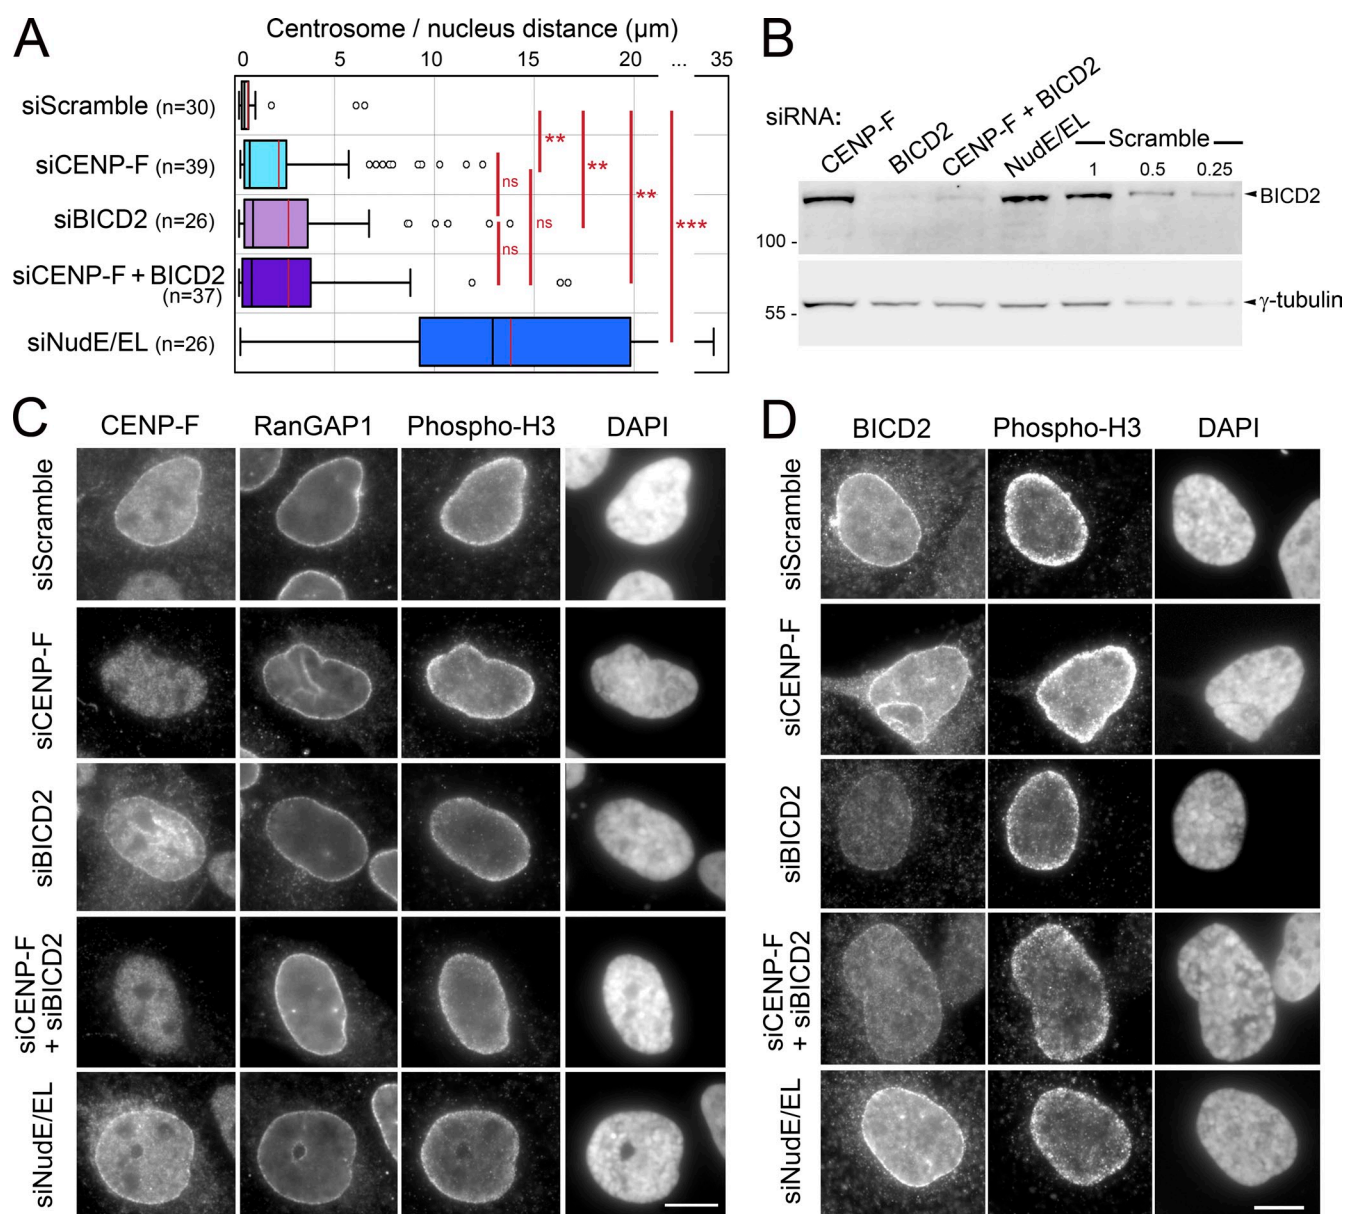 A
Centrosome / nucleus distance (µm)
0 5 10 15 20 ... 35
siScramble (n=30)
siCENP-F (n=39)
siBICD2 (n=26)
siCENP-F + BICD2
(n=37)
siNudE/EL (n=26)
**
ns
**
**
ns
ns
***
B
siRNA:
CENP-F
BICD2
CENP-F + BICD2
NudE/EL
Scramble
1 0.5 0.25
BICD2
100 -
γ-tubulin
55 -
C
CENP-F RanGAP1 Phospho-H3 DAPI
siScramble
siCENP-F
siBICD2
siCENP-F
+ siBICD2
siNudE/EL
D
BICD2 Phospho-H3 DAPI
siScramble
siCENP-F
siBICD2
siCENP-F
+ siBICD2
siNudE/EL